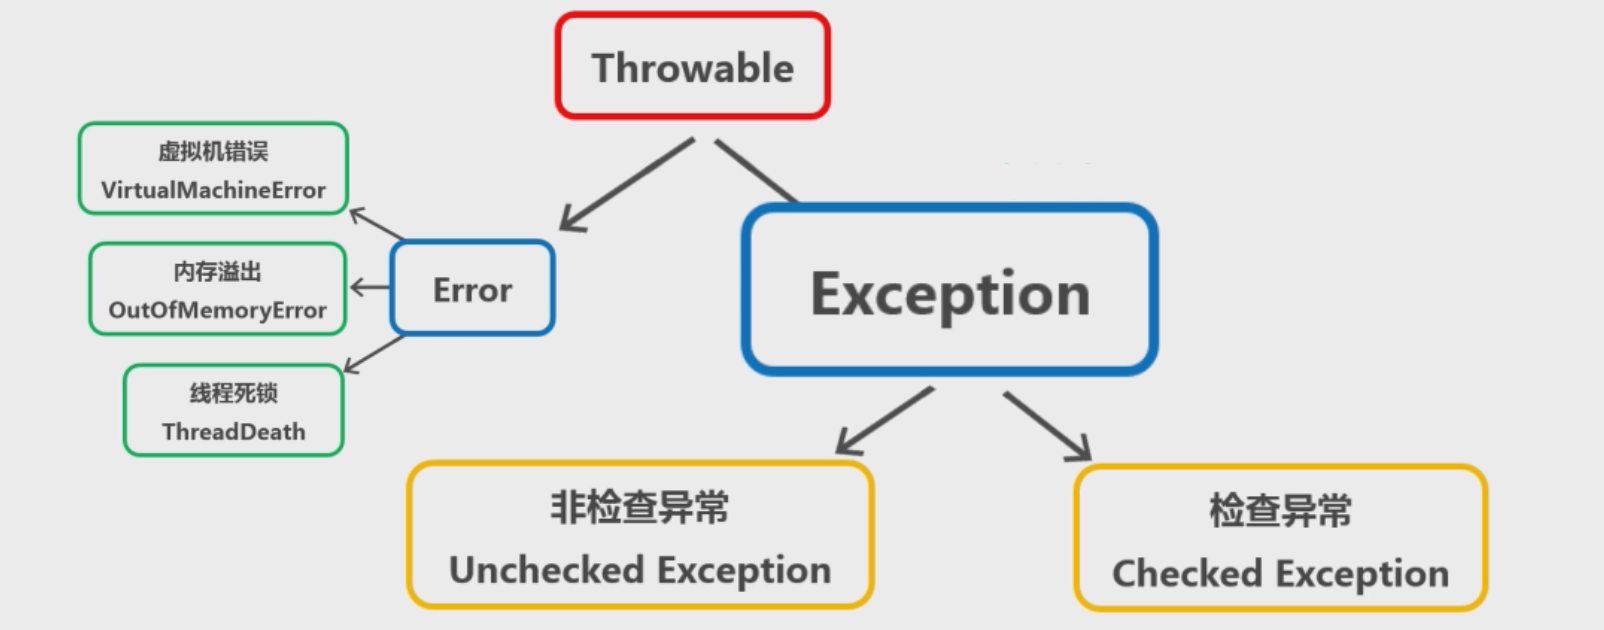 Throwable
虚拟机错误
VirtualMachineError
内存溢出
OutOfMemoryError
线程死锁
ThreadDeath
Error
Exception
非检查异常
Unchecked Exception
检查异常
Checked Exception